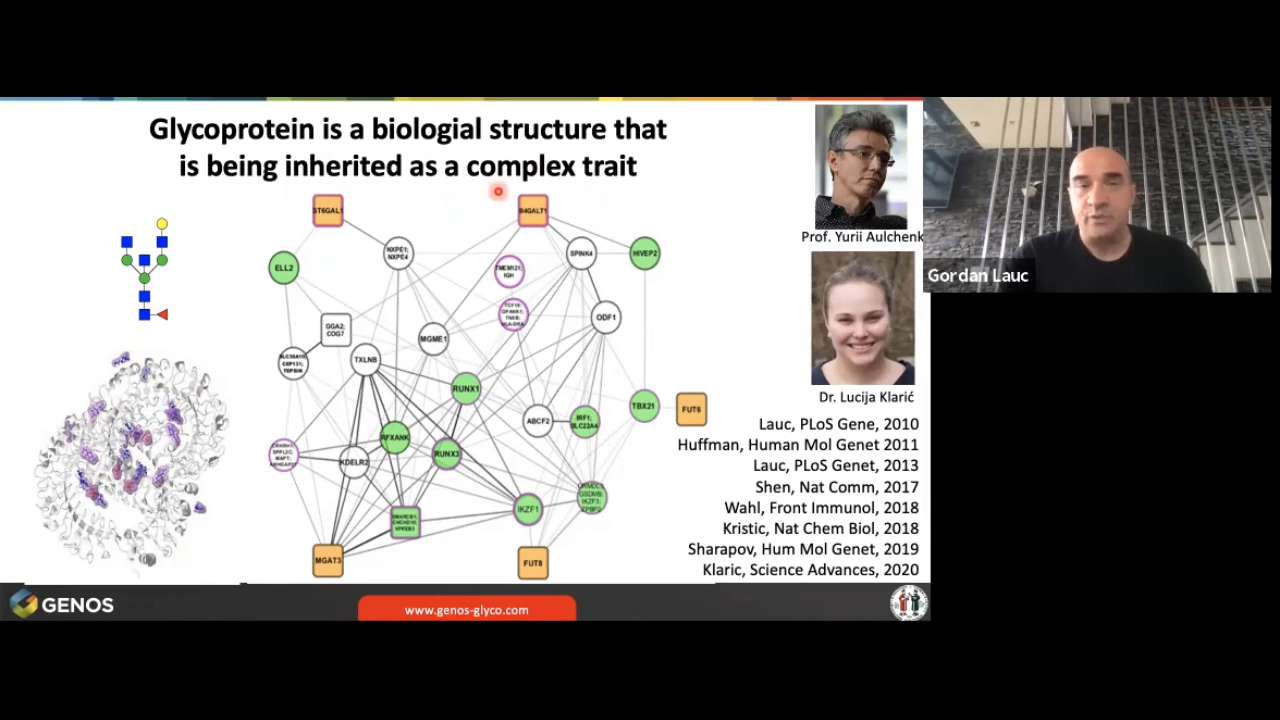 Glycoprotein is a biologial structure that
is being inherited as a complex trait
Prof. Yurii Aulchenk
Gordan Lauc
Dr. Lucija Klarić
ST6GAL1
B4GALT1
NXPE1;
NXPE4
SPINK4
HIVEP2
ELL2
TMEM121;
IGH
ODF1
GGA2;
COG7
MGME1
TXLNB
RUNX1
TBX21
FUT6
ABCF2
IRF1;
SLC22A4
RFXANK
RUNX3
KDELR2
IKZF1
MGAT3
FUT8
Lauc, PLoS Gene, 2010
Huffman, Human Mol Genet 2011
Lauc, PLoS Genet, 2013
Shen, Nat Comm, 2017
Wahl, Front Immunol, 2018
Kristic, Nat Chem Biol, 2018
Sharapov, Hum Mol Genet, 2019
Klaric, Science Advances, 2020
GENOS
www.genos-glyco.com